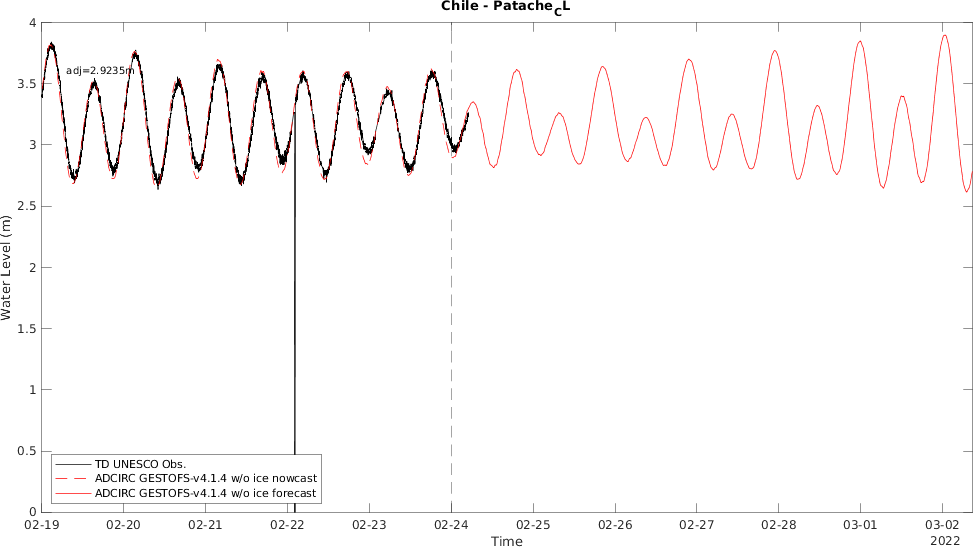 Chile - Patache_CL
4
3.5
3
2.5
2
1.5
1
0.5
0
Water Level (m)
adj=2.9235m
TD UNESCO Obs.
ADCIRC GESTOFS-v4.1.4 w/o ice nowcast
ADCIRC GESTOFS-v4.1.4 w/o ice forecast
02-19 02-20 02-21 02-22 02-23 02-24 02-25 02-26 02-27 02-28 03-01 03-02
2022
Time